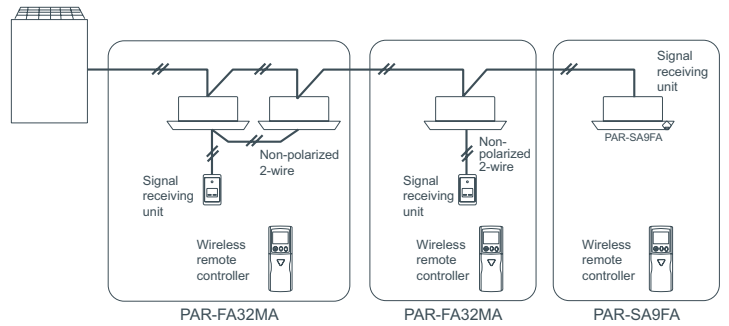 Signal
receiving
unit
PAR-SA9FA
Non-polarized
2-wire
Signal
receiving
unit
Wireless
remote
controller
PAR-FA32MA
Non-
polarized
2-wire
Signal
receiving
unit
Wireless
remote
controller
PAR-FA32MA
Wireless
remote
controller
PAR-SA9FA